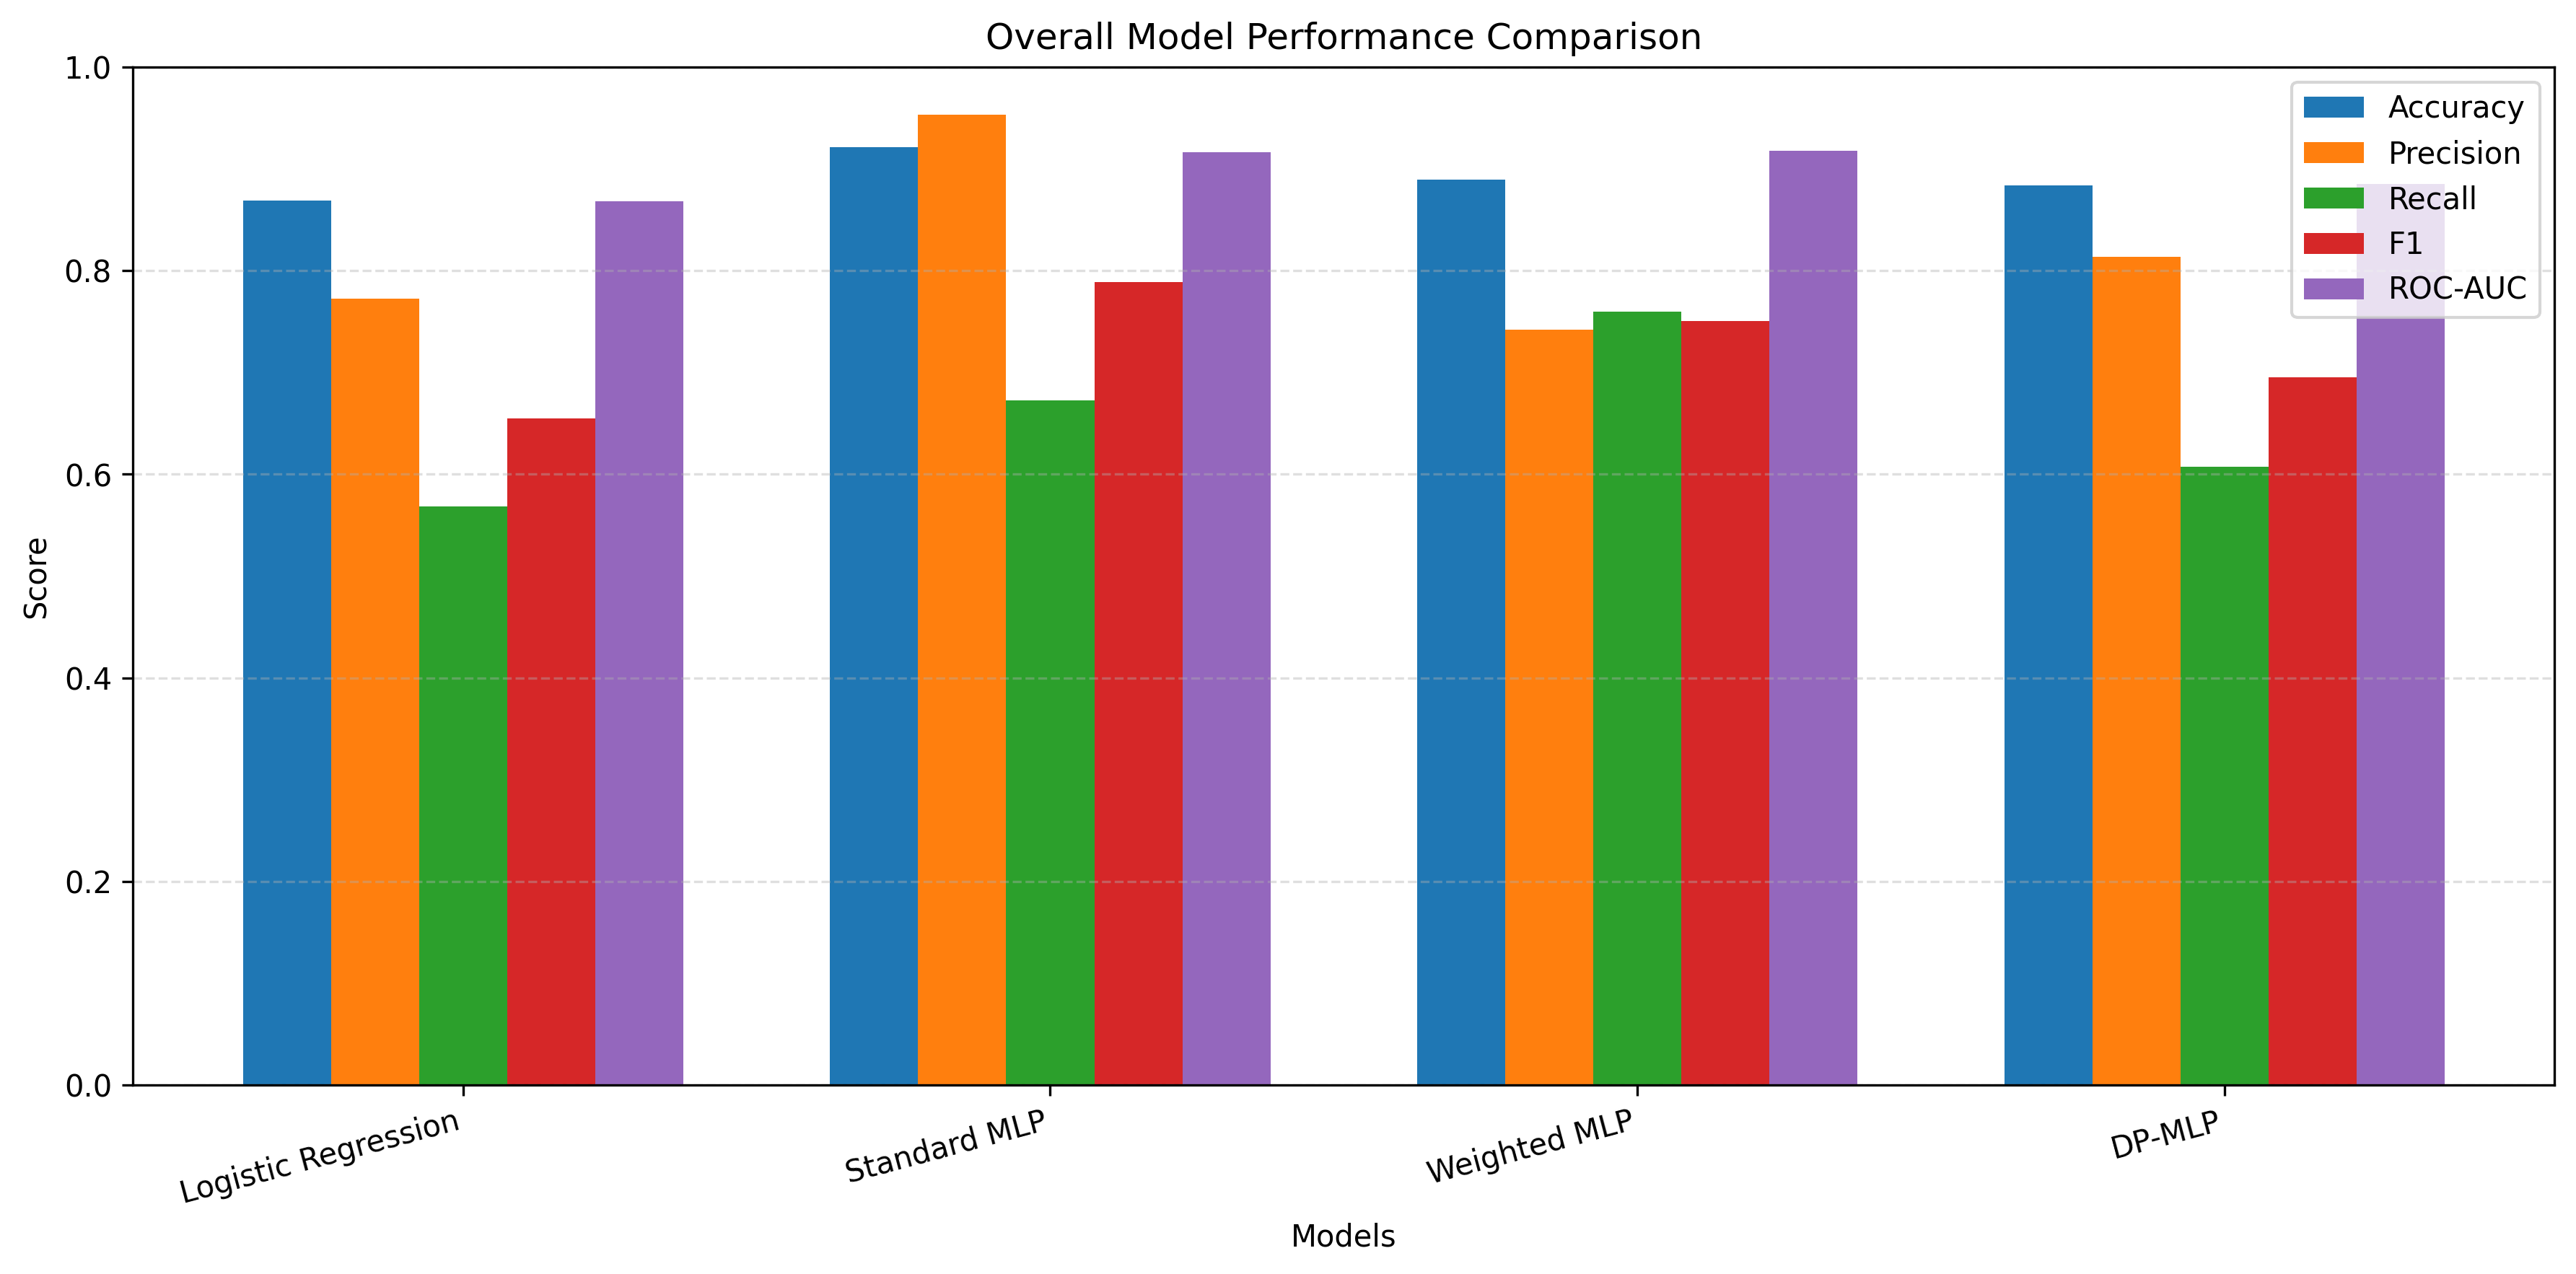 Overall Model Performance Comparison
1.0
0.8
0.6
0.4
0.2
0.0
Score
Accuracy
Precision
Recall
F1
ROC-AUC
Logistic Regression
Standard MLP
Weighted MLP
DP-MLP
Models